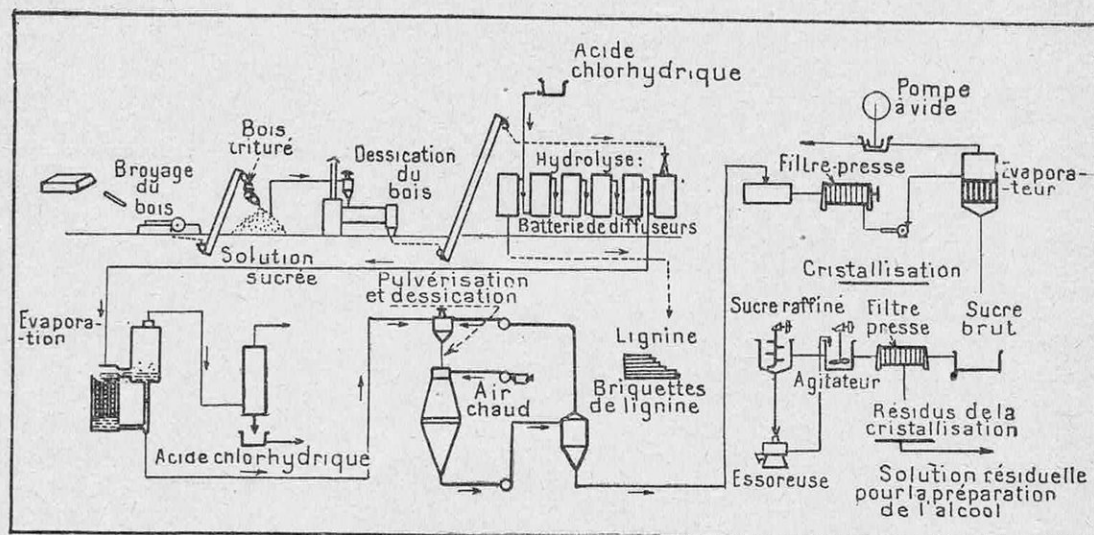 Acide
chlorhydrique
Pompe
à vide
Bois
trituré
Broyage
du
bois
Dessication
du
bois
Hydrolyse:
Batterie de diffuseurs
Filtre-presse
Évapora-
teur
Solution
sucrée
Pulvérisation
et dessication
Cristallisation
Évapora-
-tion
Sucre raffiné
Filtre
presse
Sucre
brut
Lignine
Agitateur
Air
chaud
Briquettes
de lignine
Acide chlorhydrique
Résidus de la
cristallisation
Essoreuse
Solution résiduelle
pour la préparation
de l'alcool